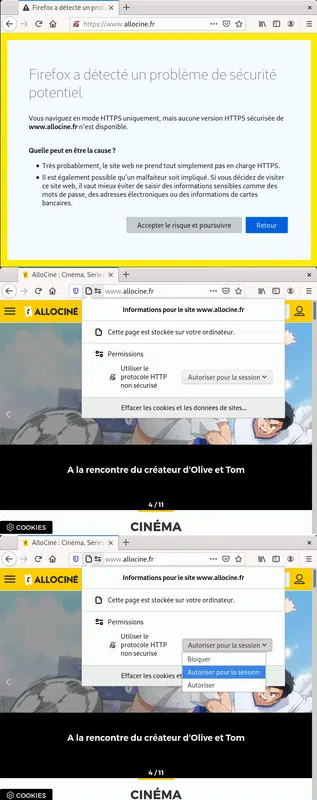 Firefox a détecté un prob
https://www.allocine.fr
Firefox a détecté un problème de sécurité
potentiel
Vous naviguez en mode HTTPS uniquement, mais aucune version HTTPS sécurisée de
www.allocine.fr n'est disponible.
Quelle peut en être la cause ?
Très probablement, le site web ne prend tout simplement pas en charge HTTPS.
Il est également possible qu'un malfaiteur soit impliqué. Si vous décidez de visiter
ce site web, il vaut mieux éviter de saisir des informations sensibles comme des
mots de passe, des adresses électroniques ou des informations de cartes
bancaires.
Accepter le risque et poursuivre
Retour
AlloCiné : Cinéma, Série
www.allocine.fr
ALLOCINÉ
Informations pour le site www.allocine.fr
Cette page est stockée sur votre ordinateur.
Permissions
Utiliser le
protocole HTTP
non sécurisé
Autoriser pour la session
Effacer les cookies et les données de sites...
A la rencontre du créateur d'Olive et Tom
4 / 11
COOKIES
CINÉMA
AlloCiné : Cinéma, Série
www.allocine.fr
ALLOCINÉ
Informations pour le site www.allocine.fr
Cette page est stockée sur votre ordinateur.
Permissions
Utiliser le
protocole HTTP
non sécurisé
Autoriser pour la session
Bloquer
Autoriser pour la session
Autoriser
Effacer les cookies et
A la rencontre du créateur d'Olive et Tom
4 / 11
COOKIES
CINÉMA